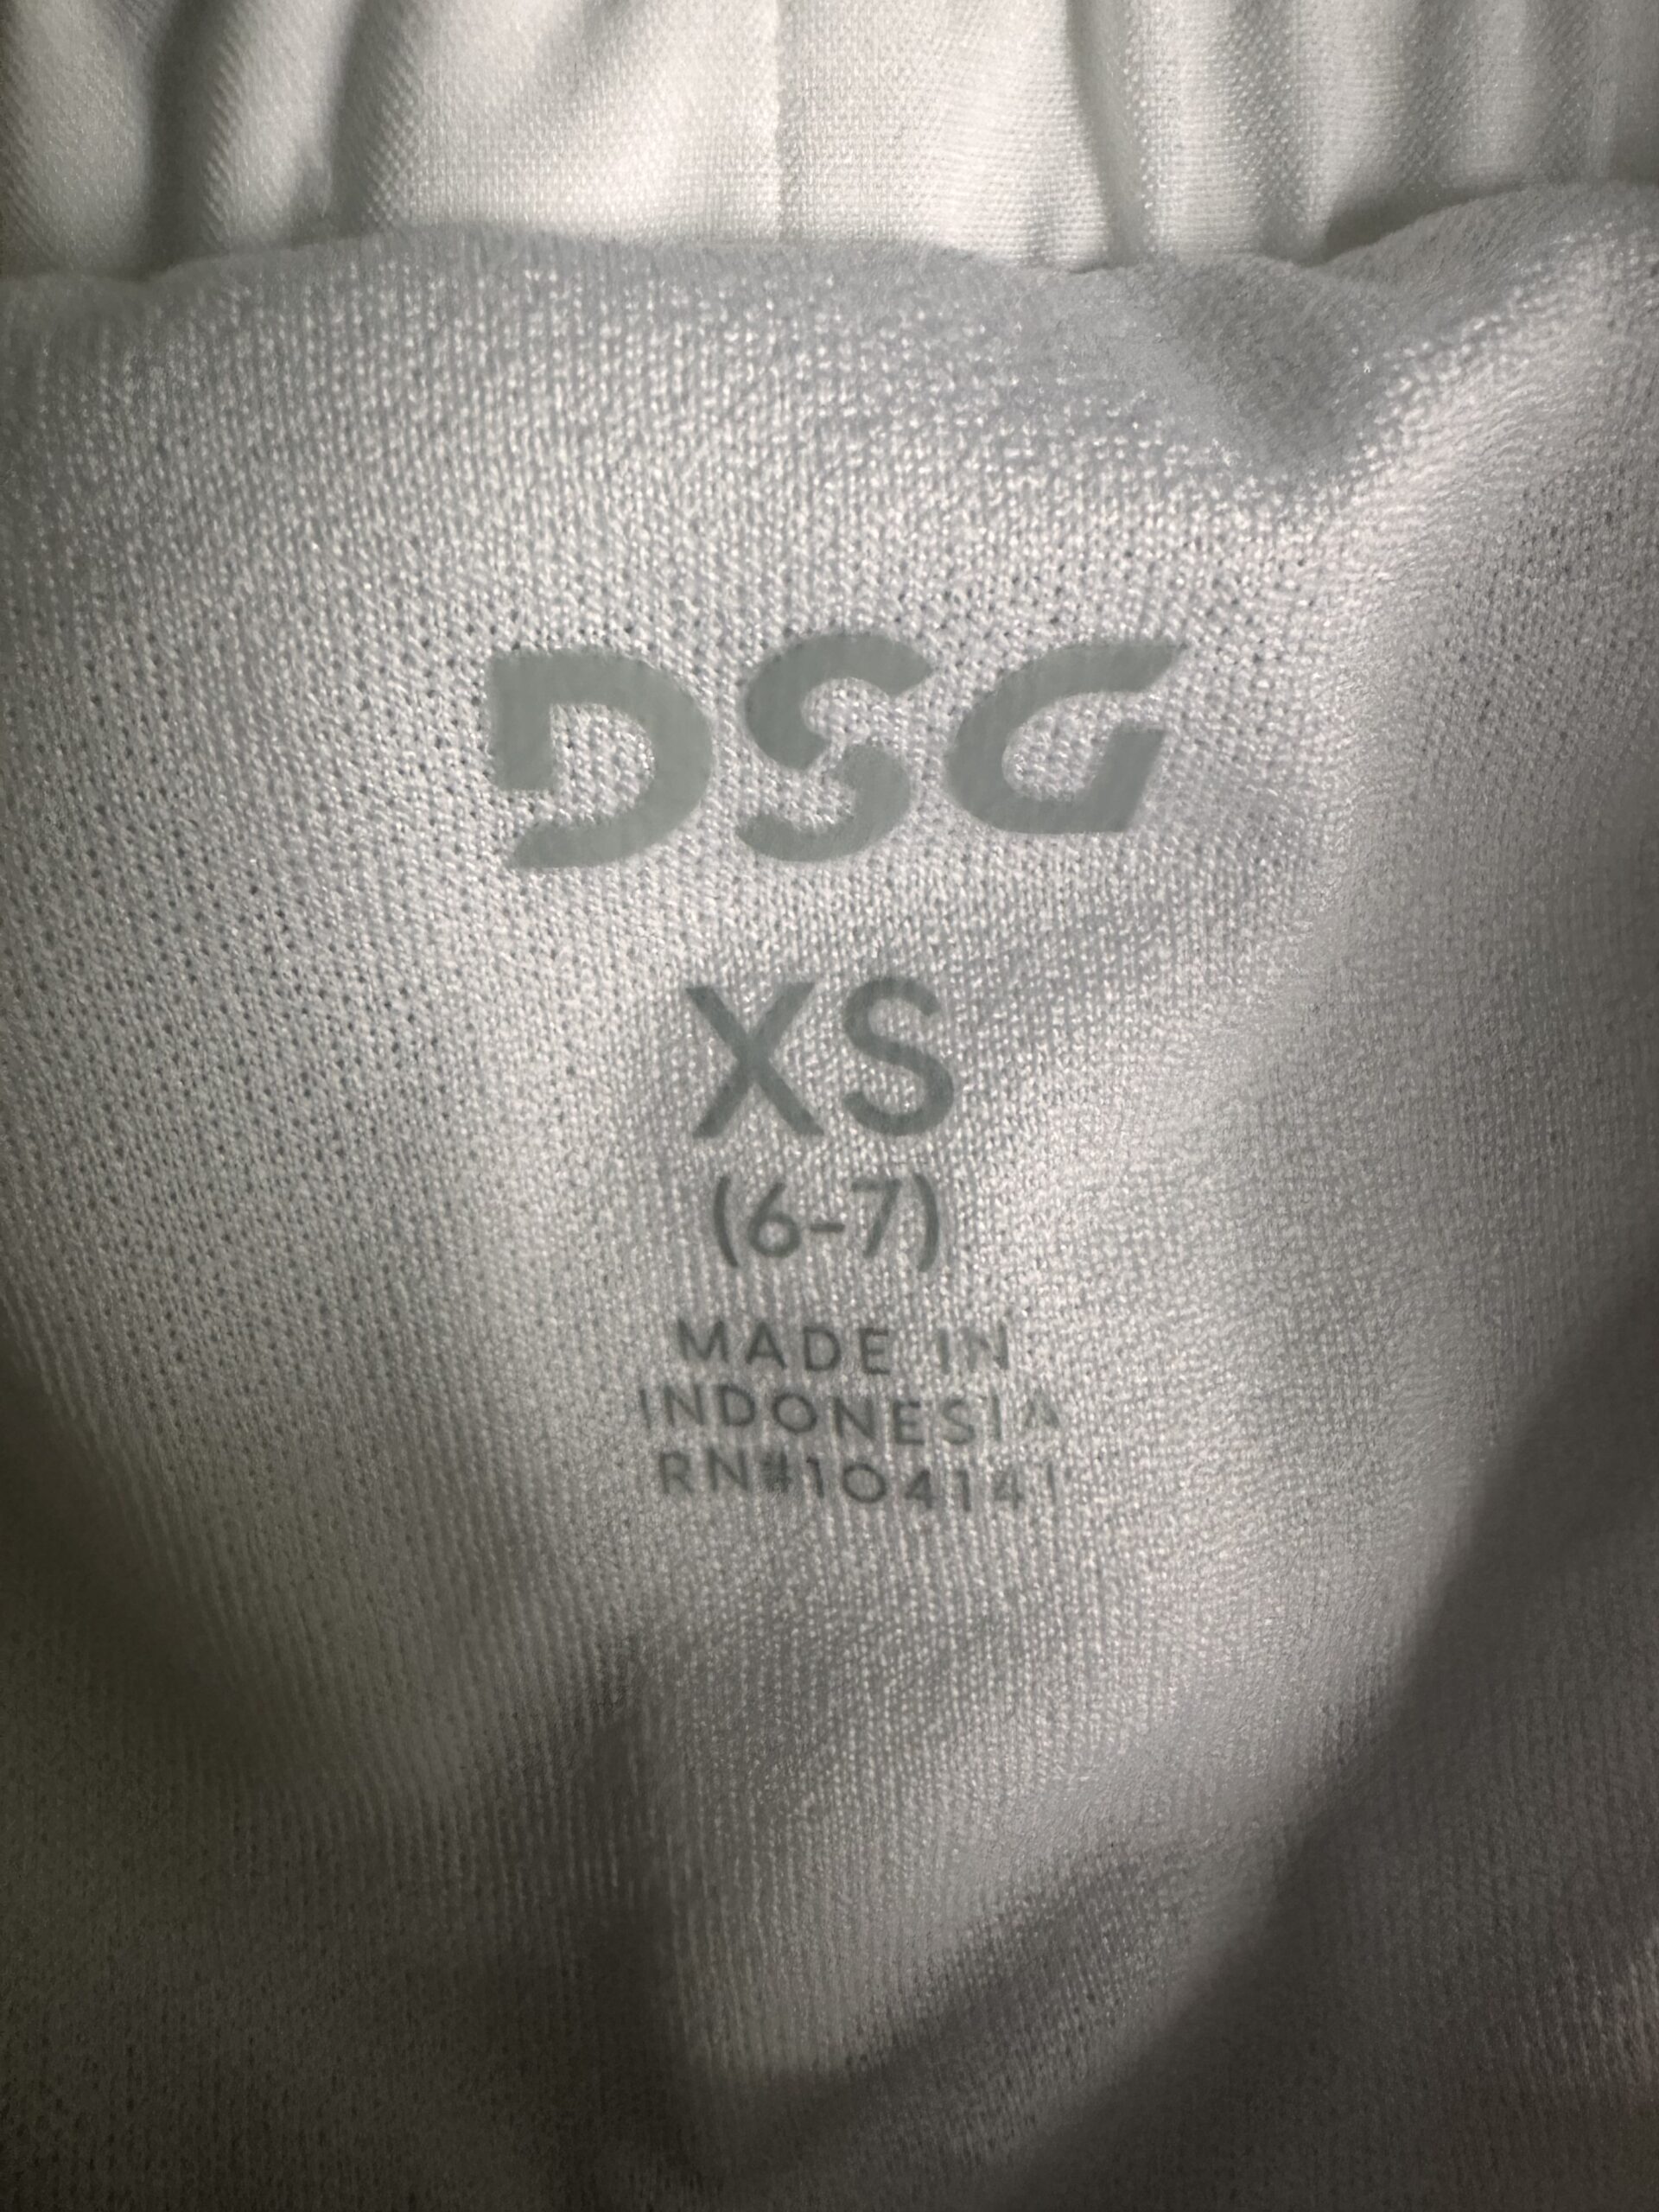 DSG
XS
(6-7)
MADE IN
INDONESIA
RN#104141